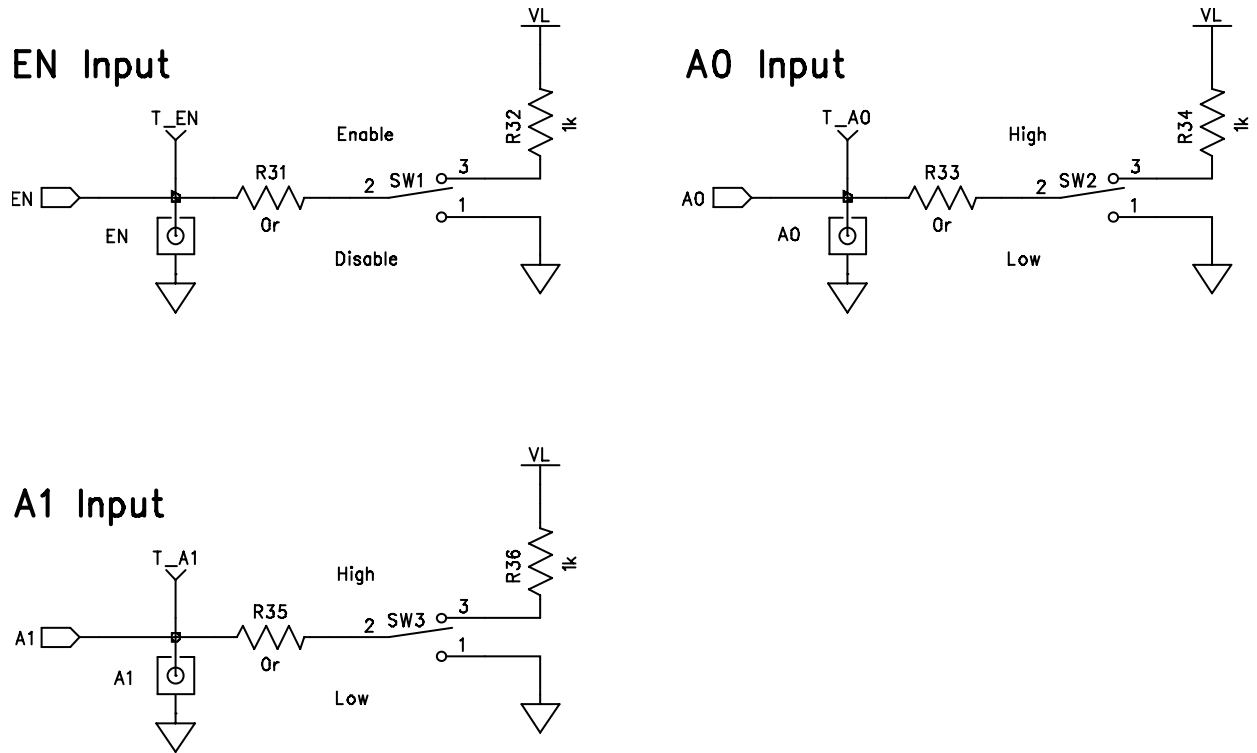 EN Input
VL
T_EN
Enable
R32
1k
R31
0r
EN
2
SW1
3
1
EN
Disable
A0 Input
VL
T_A0
High
R34
1k
R33
0r
A0
2
SW2
3
1
A0
Low
A1 Input
VL
T_A1
High
R36
1k
R35
0r
A1
2
SW3
3
1
A1
Low